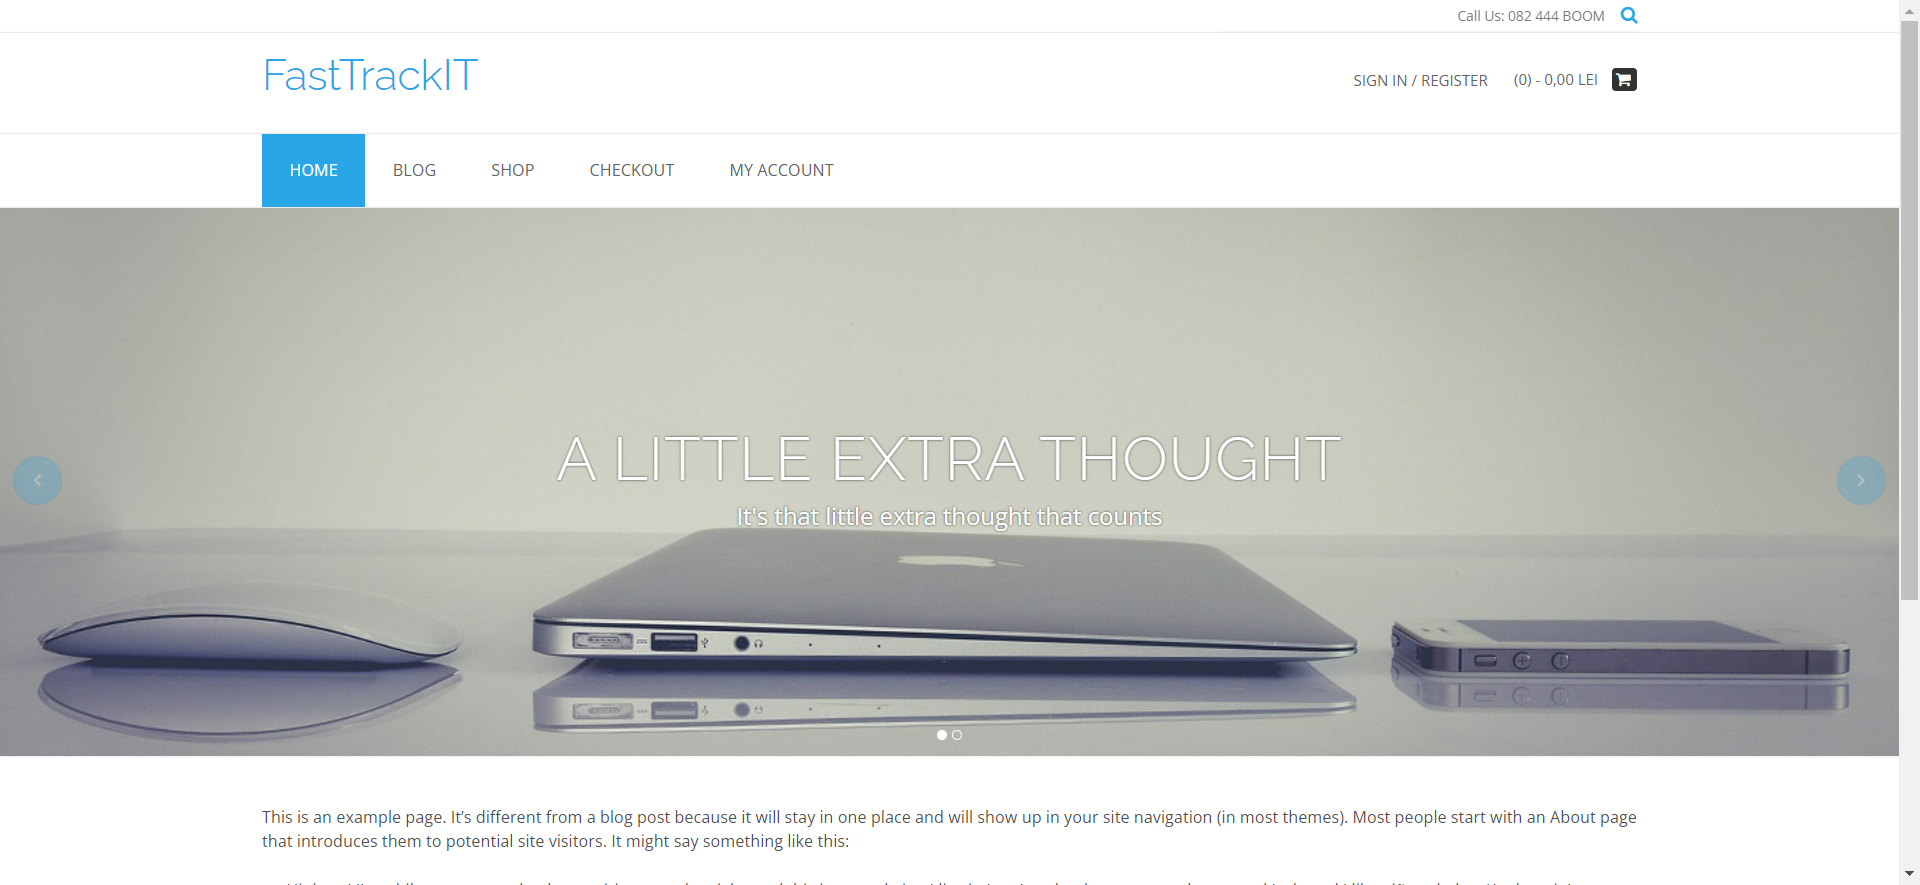 Call Us: 082 444 BOOM
FastTrackIT
SIGN IN / REGISTER
(0) - 0,00 LEI
HOME
BLOG
SHOP
CHECKOUT
MY ACCOUNT
A LITTLE EXTRA THOUGHT
It's that little extra thought that counts
This is an example page. It’s different from a blog post because it will stay in one place and will show up in your site navigation (in most themes). Most people start with an About page
that introduces them to potential site visitors. It might say something like this: